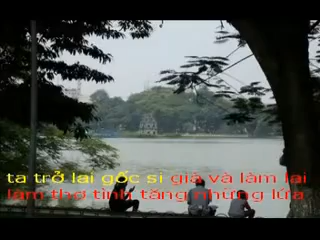 ta trở lại gốc si già và làm lại
làm thơ tình tặng những lứa